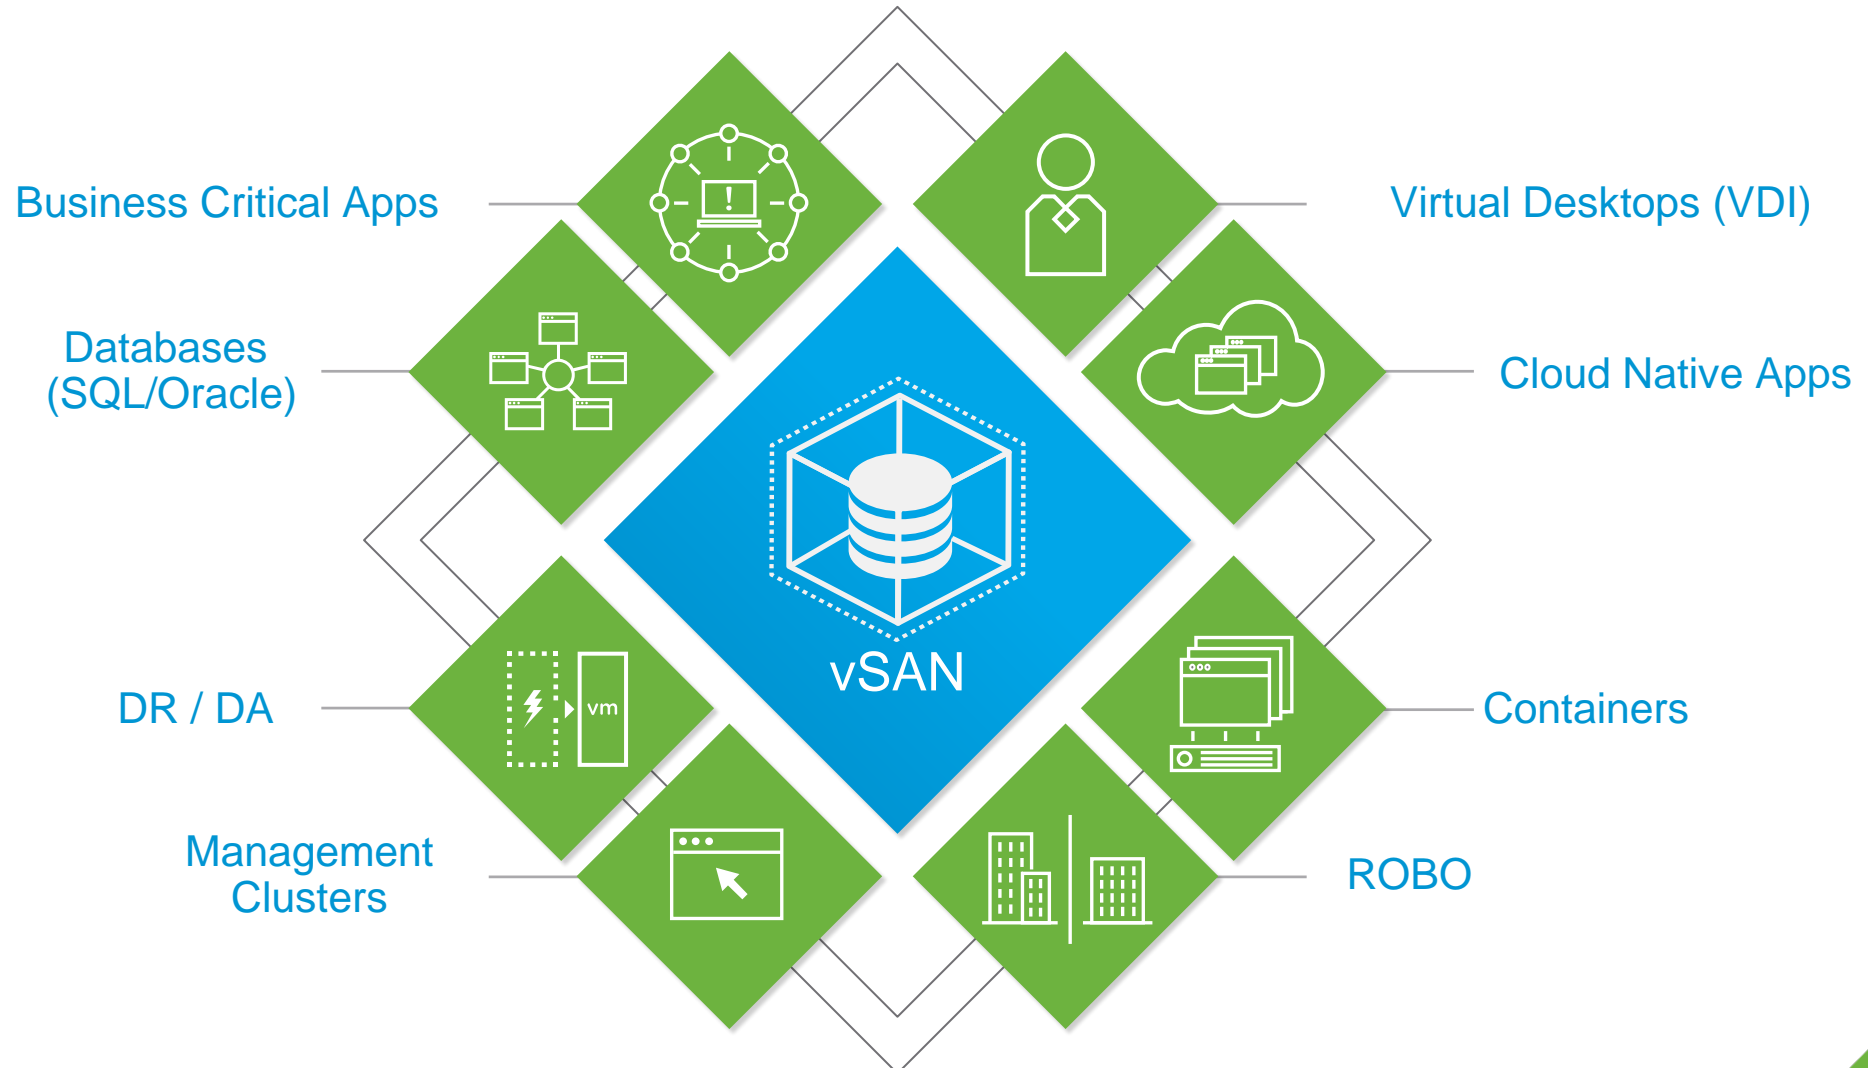 Business Critical Apps
!
Virtual Desktops (VDI)
Databases
(SQL/Oracle)
Cloud Native Apps
vSAN
DR / DA
vm
Containers
Management
Clusters
ROBO